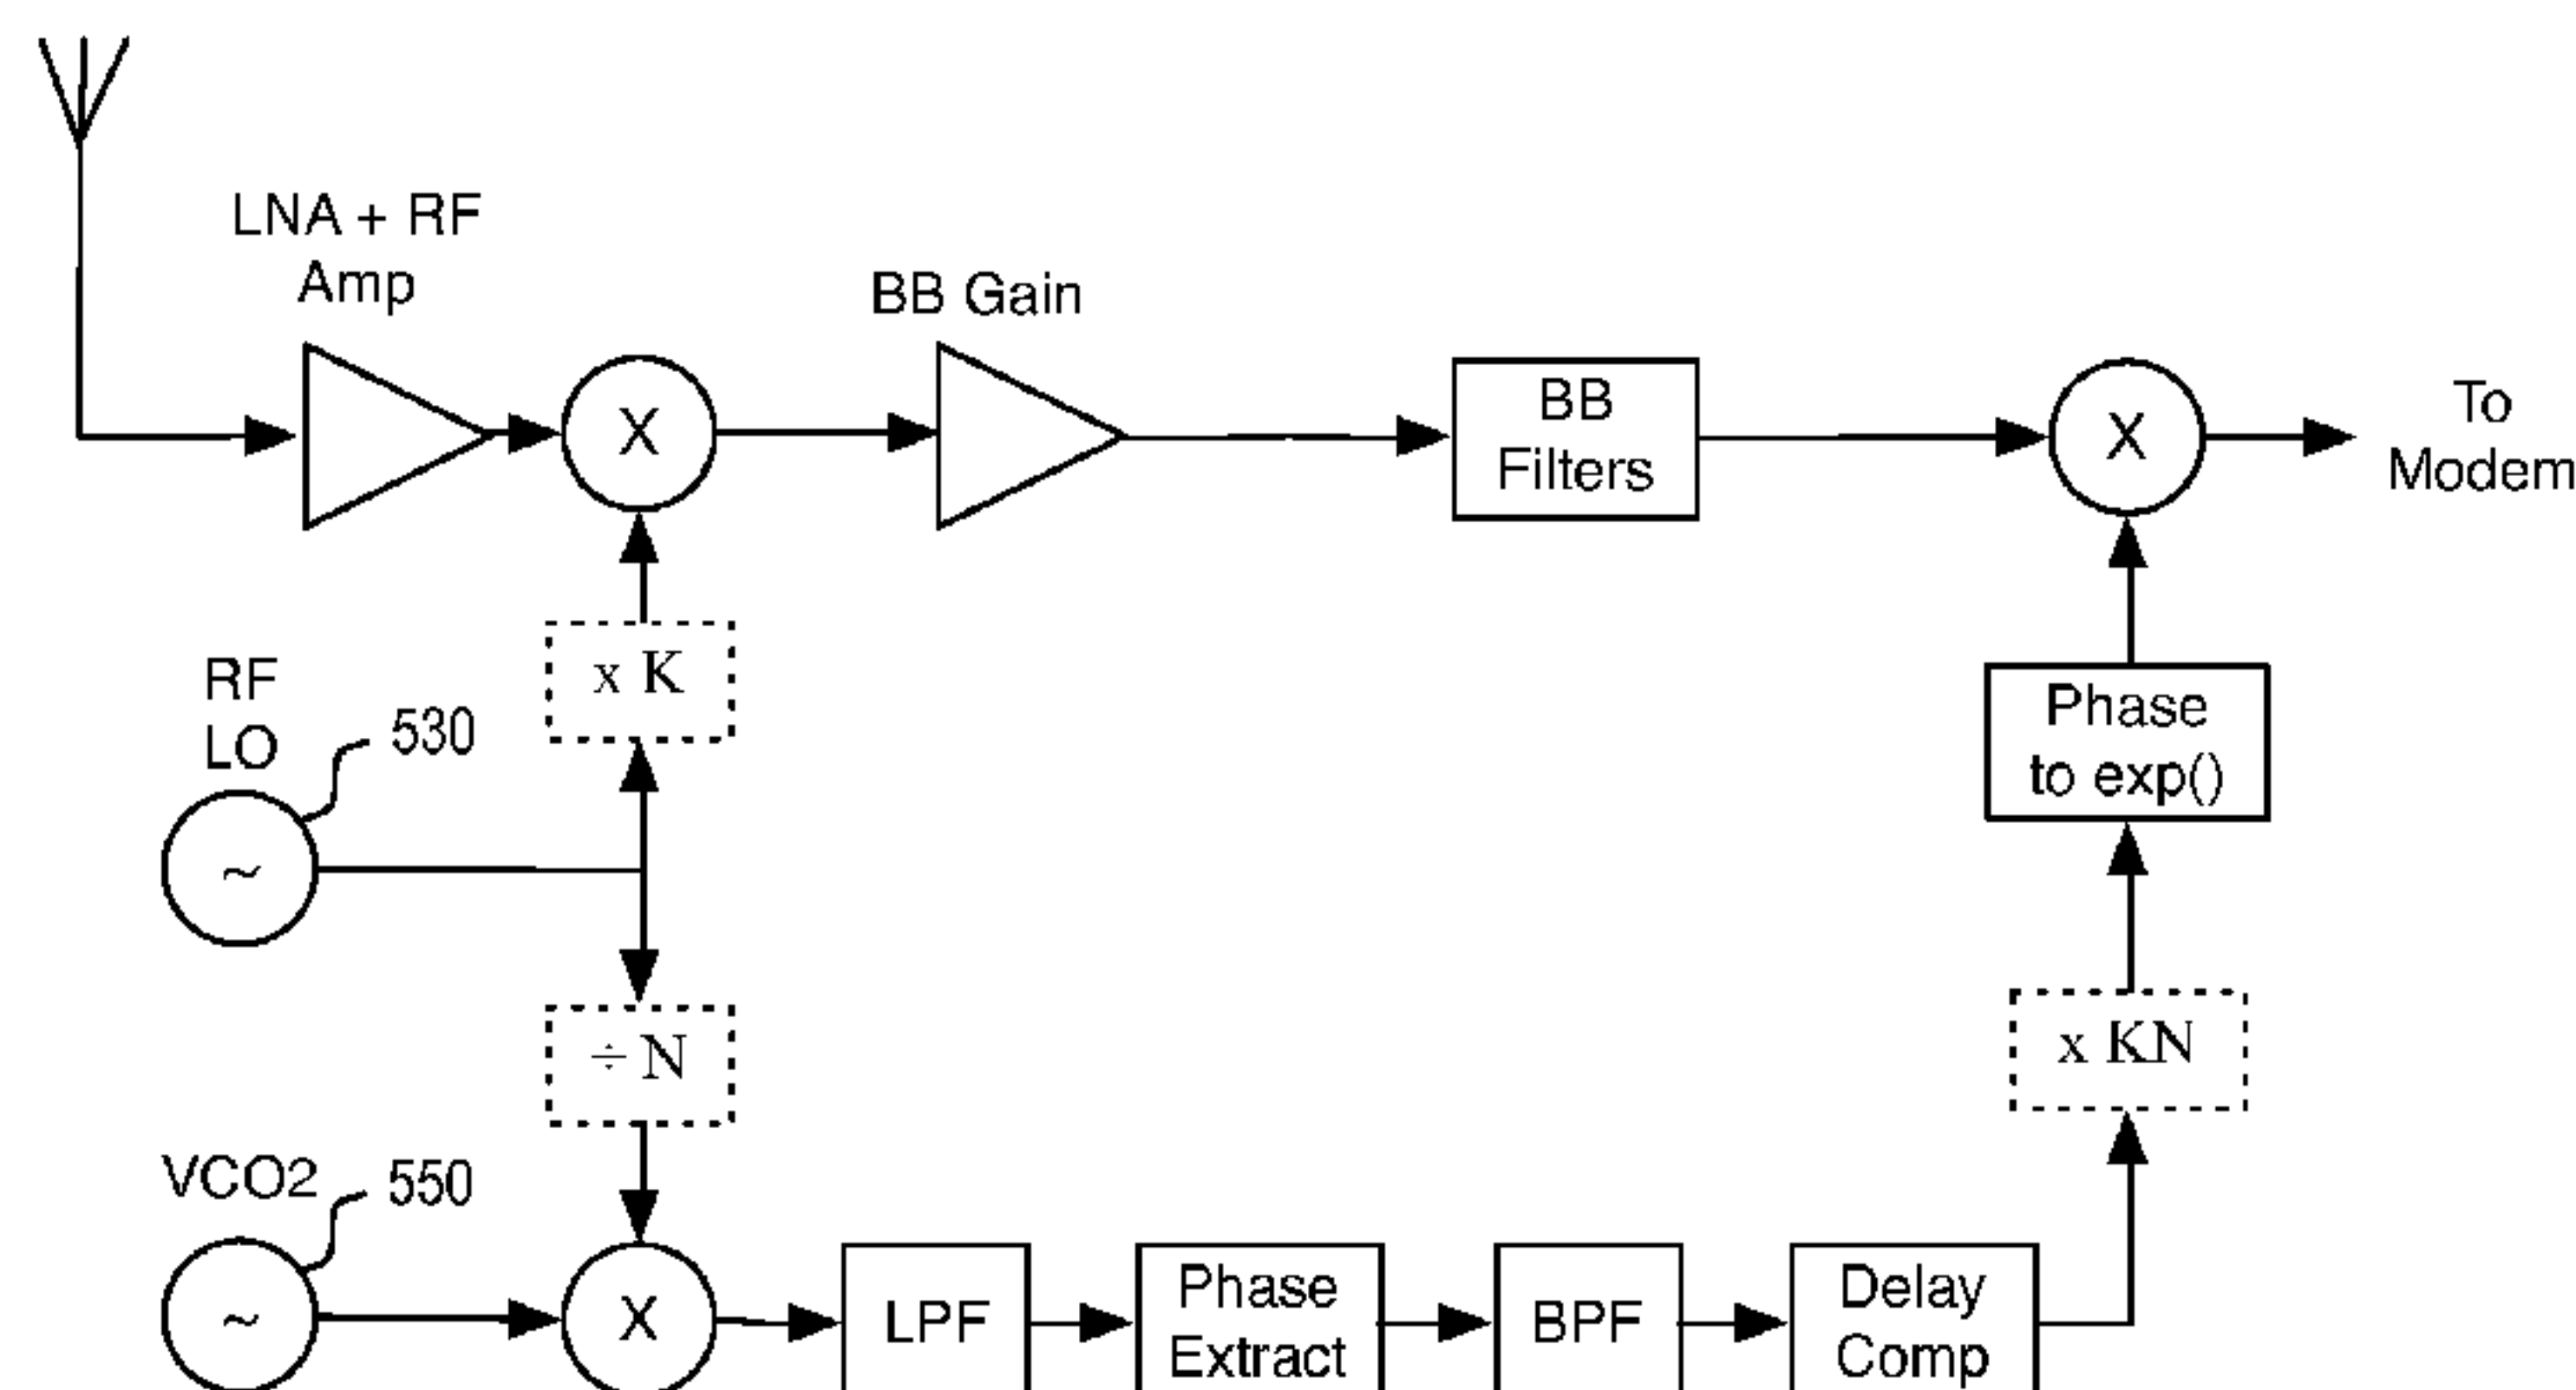 LNA + RF
Amp
BB Gain
X
BB
Filters
X
To
Modem
x K
RF
LO
530
~
Phase
to exp()
÷ N
x KN
VCO2
550
~
X
LPF
Phase
Extract
BPF
Delay
Comp